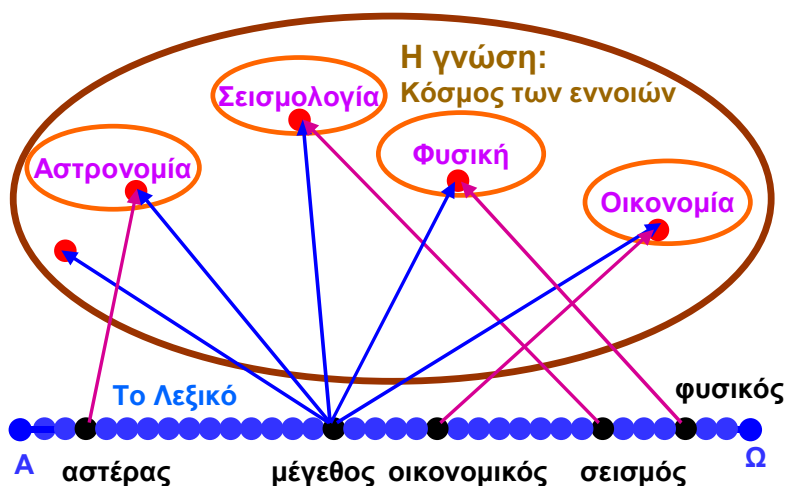 Η γνώση:
Κόσμος των εννοιών
Σεισμολογία
Φυσική
Αστρονομία
Οικονομία
Το Λεξικό
φυσικός
Α
Ω
αστέρας
μέγεθος
οικονομικός
σεισμός